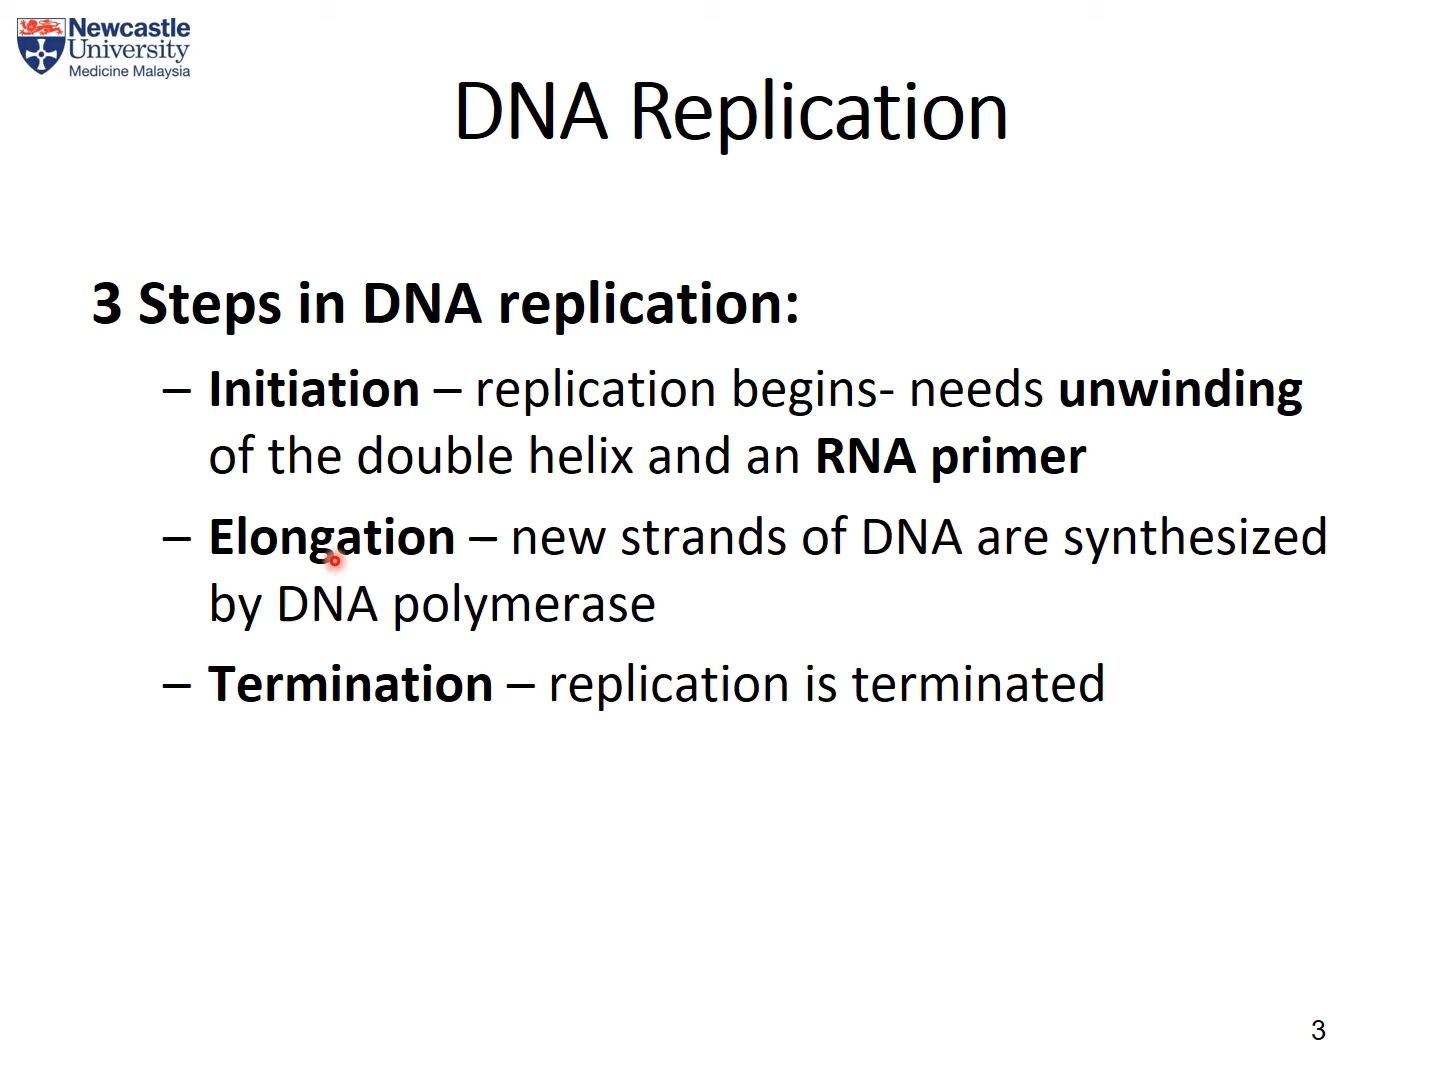 Newcastle
University
Medicine Malaysia
DNA Replication
3 Steps in DNA replication:
– Initiation – replication begins- needs unwinding
of the double helix and an RNA primer
– Elongation – new strands of DNA are synthesized
by DNA polymerase
– Termination – replication is terminated
3